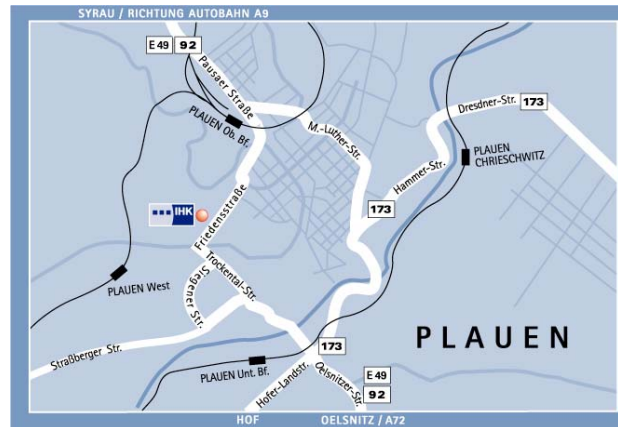 SYRAU / RICHTUNG AUTOBAHN A9
E 49 92
Pausaer Straße
PLAUEN Ob. Bf.
M.-Luther-Str.
Dresdner-Str. 173
Hammer-Str.
PLAUEN
CHRIESCHWITZ
173
IHK
Friedensstraße
Trockental-Str.
Siegener Str.
PLAUEN West
Straßberger Str.
173
PLAUEN
PLAUEN Unt. Bf.
Hofer-Landstr.
Oelsnitzer-Str.
E 49
92
HOF
OELSNITZ / A72